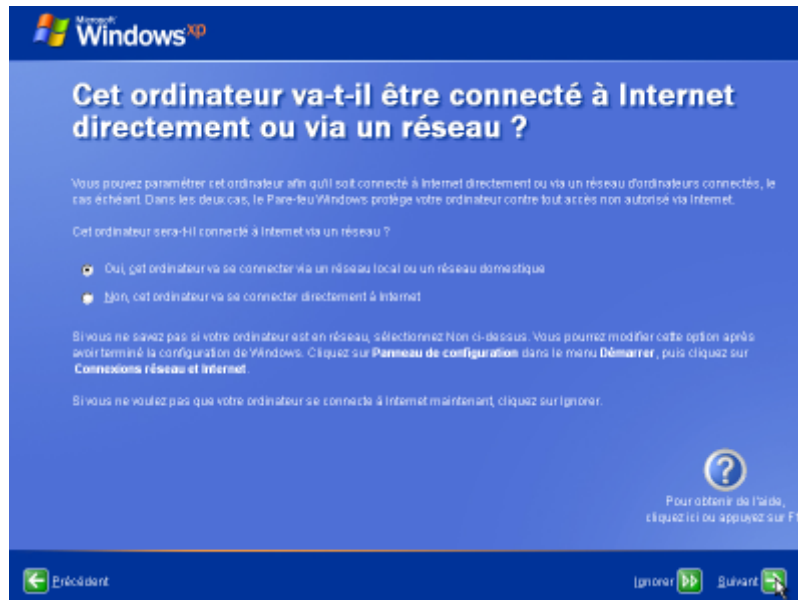 Microsoft
Windows xp
Cet ordinateur va-t-il être connecté à Internet
directement ou via un réseau ?
Vous pouvez paramétrer cet ordinateur afin qu'il soit connecté à Internet directement ou via un réseau d'ordinateurs connectés, le
cas échéant. Dans les deux cas, le Pare-feu Windows protège votre ordinateur contre tout accès non autorisé via Internet.
Cet ordinateur sera-t-il connecté à Internet via un réseau ?
Oui, cet ordinateur va se connecter via un réseau local ou un réseau domestique
Non, cet ordinateur va se connecter directement à Internet
Si vous ne savez pas si votre ordinateur est en réseau, sélectionnez Non ci-dessus. Vous pourrez modifier cette option après
avoir terminé la configuration de Windows. Cliquez sur Panneau de configuration dans le menu Démarrer, puis cliquez sur
Connexions réseau et Internet.
Si vous ne voulez pas que votre ordinateur se connecte à Internet maintenant, cliquez sur Ignorer.
Pour obtenir de l'aide,
cliquez ici ou appuyez sur F1
Précédent
Ignorer
Suivant